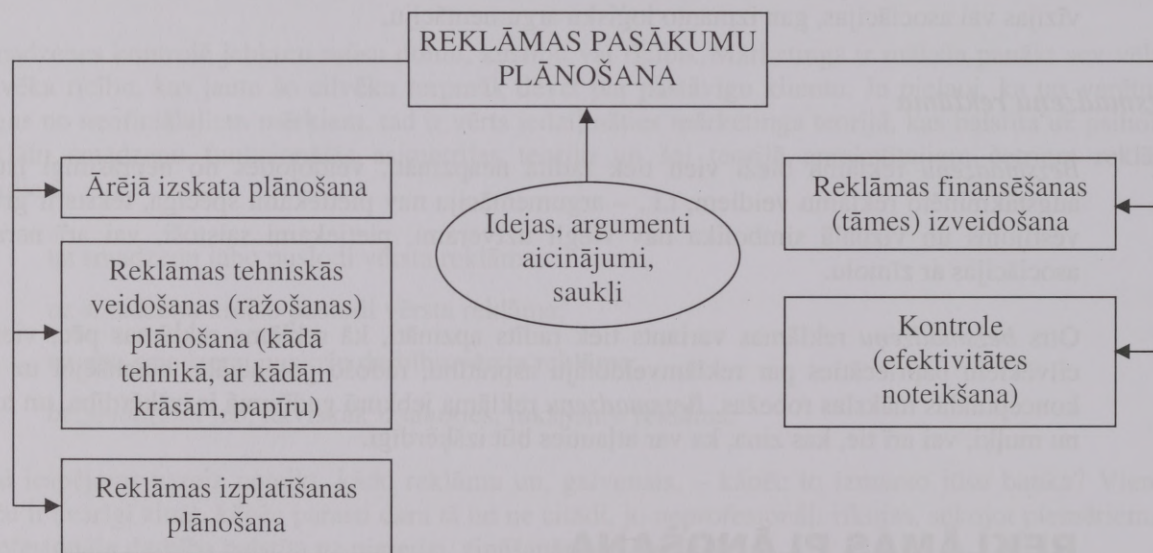 REKLĀMAS PASĀKUMU
PLĀNOŠANA
Ārējā izskata plānošana
Reklāmas tehniskās
veidošanas (ražošanas)
plānošana (kādā
tehnikā, ar kādām
krāsām, papīru)
Reklāmas izplatīšanas
plānošana
Idejas, argumenti
aicinājumi,
saukļi
Reklāmas finansēšanas
(tāmes) izveidošana
Kontrole
(efektivitātes
noteikšana)